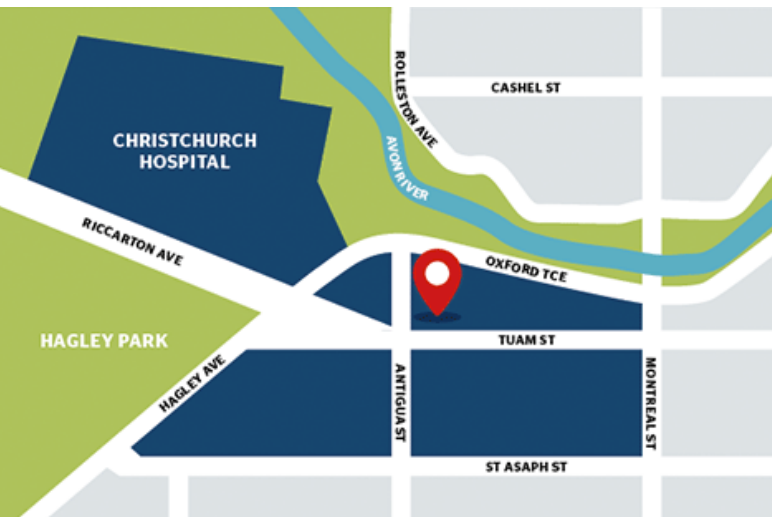 CASHEL ST
ROLLESTON AVE
CHRISTCHURCH
HOSPITAL
AVON RIVER
RICCARTON AVE
OXFORD TCE
HAGLEY PARK
TUAM ST
HAGLEY AVE
ANTIGUA ST
MONTREAL ST
ST ASAPH ST